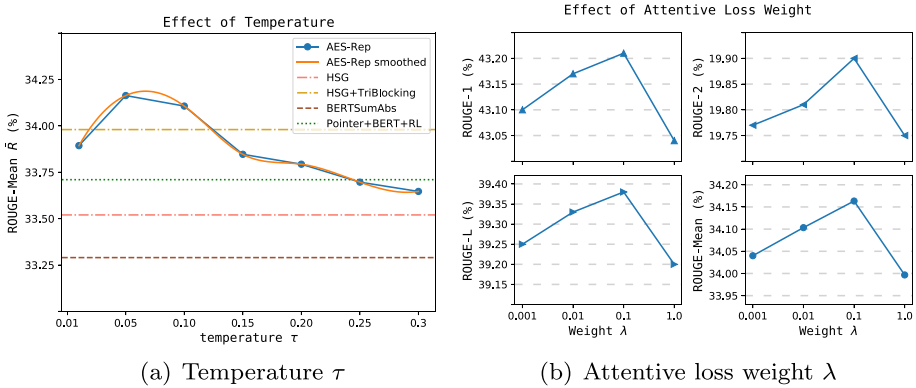 Effect of Temperature
ROUGE-Mean R̄ (%)
34.25
34.00
33.75
33.50
33.25
AES-Rep
AES-Rep smoothed
HSG
HSG+TriBlocking
BERTSumAbs
Pointer+BERT+RL
0.01 0.05 0.10 0.15 0.20 0.25 0.3
temperature τ
(a) Temperature τ
Effect of Attentive Loss Weight
ROUGE-1 (%)
43.20
43.15
43.10
43.05
ROUGE-2 (%)
19.90
19.85
19.80
19.75
ROUGE-L (%)
39.40
39.35
39.30
39.25
39.20
39.15
0.001 0.01 0.1 1.0
Weight λ
ROUGE-Mean (%)
34.20
34.15
34.10
34.05
34.00
33.95
0.001 0.01 0.1 1.0
Weight λ
(b) Attentive loss weight λ